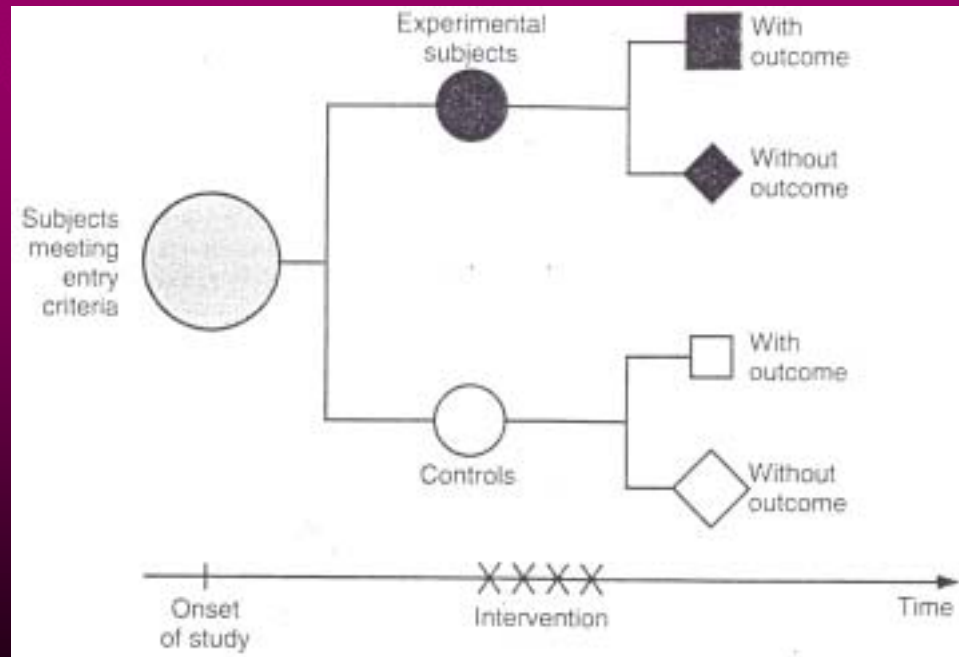 Experimental
subjects
With
outcome
Without
outcome
Subjects
meeting
entry
criteria
With
outcome
Controls
Without
outcome
Onset
of study
Intervention
Time